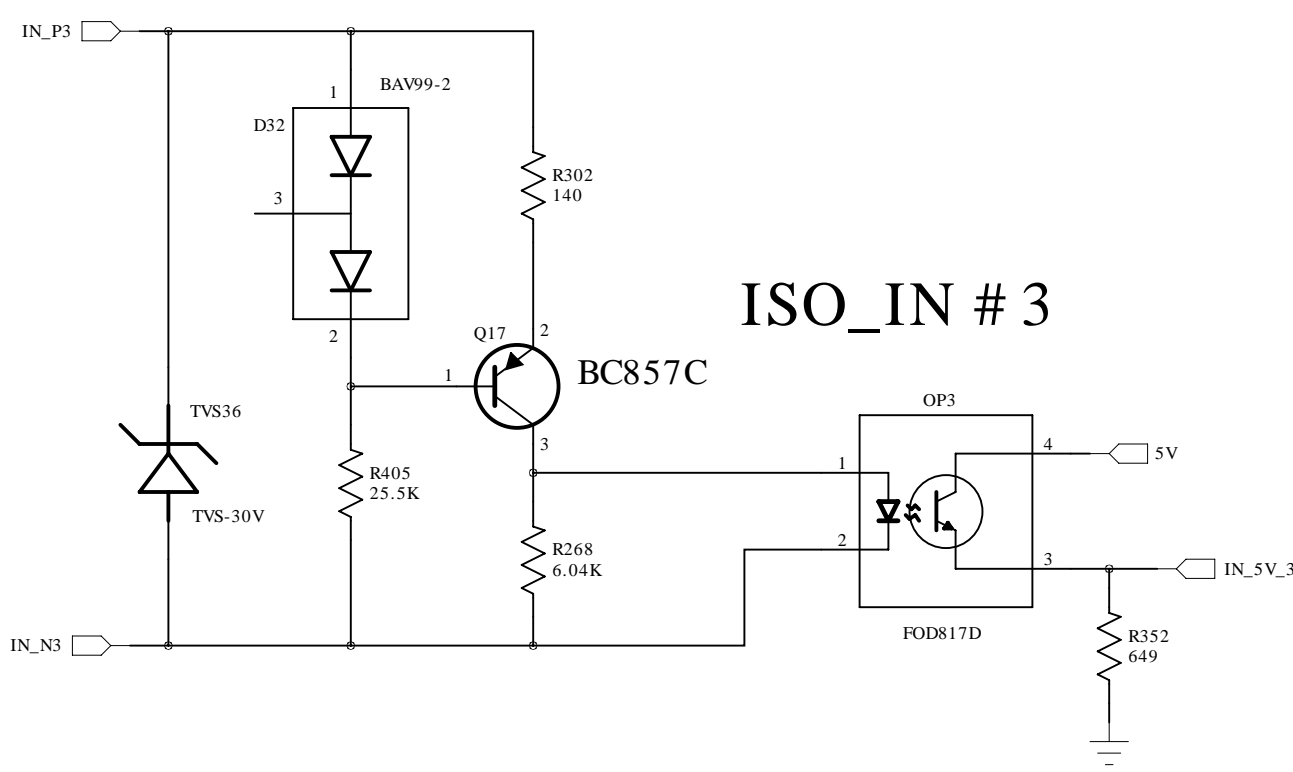 IN_P3
BAV99-2
1
D32
R302
140
3
ISO_IN # 3
2
Q17
2
BC857C
1
OP3
TVS36
3
4
5V
1
R405
25.5K
TVS-30V
2
R268
6.04K
3
IN_5V_3
FOD817D
R352
649
IN_N3